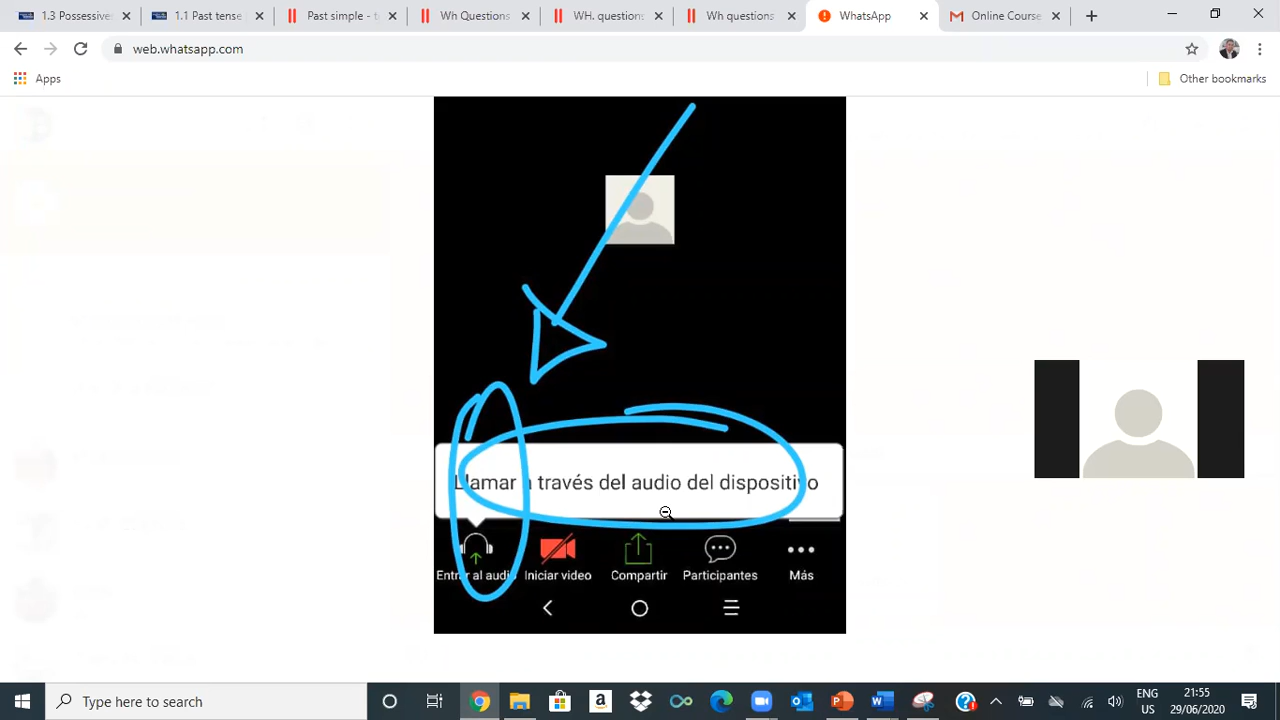 1.3 Possessive
1.1 Past tense
Past simple - t
Wh Questions
WH. questions
Wh questions
WhatsApp
Online Course
web.whatsapp.com
Apps
Other bookmarks
Llamar a través del audio del dispositivo
Entrar al audio
Iniciar video
Compartir
Participantes
Más
Type here to search
ENG
US
21:55
29/06/2020